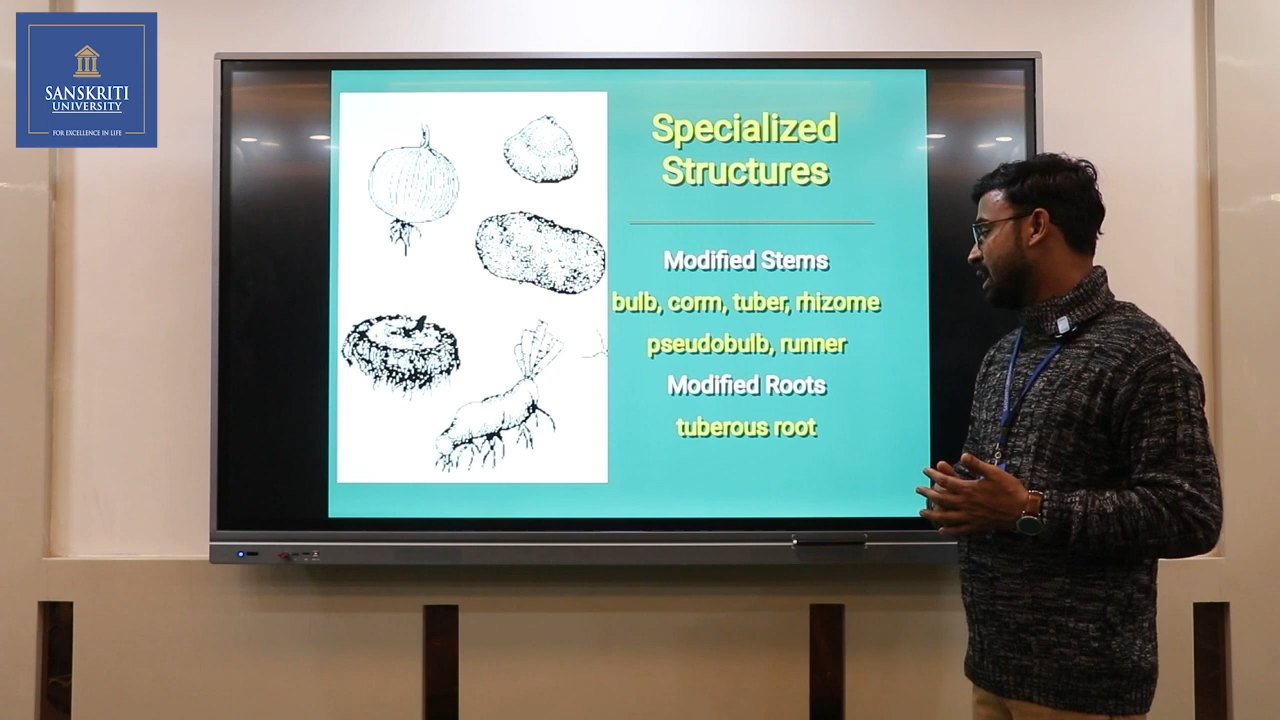 SANSKRITI
UNIVERSITY
FOR EXCELLENCE IN LIFE
Specialized
Structures
Modified Stems
bulb, corm, tuber, rhizome
pseudobulb, runner
Modified Roots
tuberous root